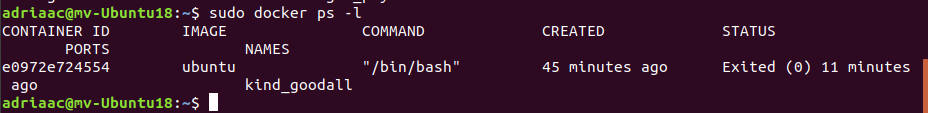 adriaac@mv-Ubuntu18:~$ sudo docker ps -l
CONTAINER ID        IMAGE               COMMAND             CREATED             STATUS
        PORTS               NAMES
e0972e724554        ubuntu              "/bin/bash"         45 minutes ago      Exited (0) 11 minutes
 ago                        kind_goodall
adriaac@mv-Ubuntu18:~$